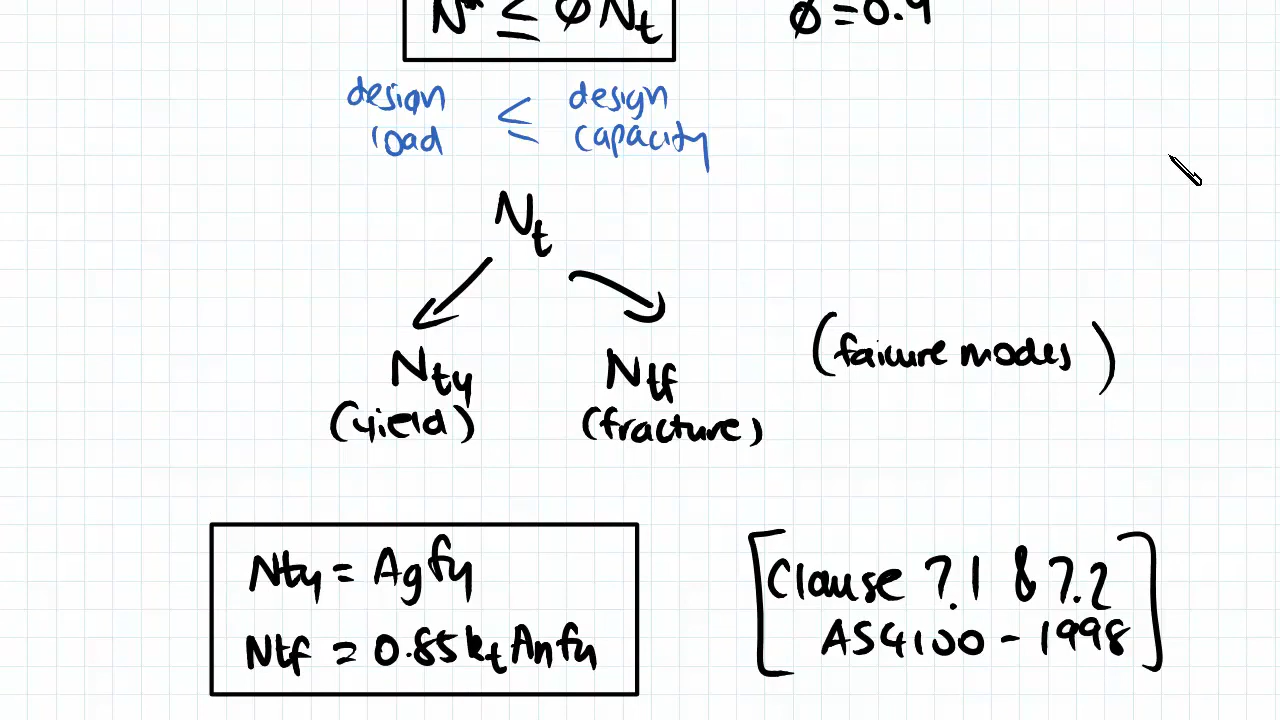 N* ≤ ØNt
Ø = 0.9
design load ≤ design capacity
Nt
Nty Ntf
(yield) (fracture)
(failure modes)
Nty = Agfy
Ntf = 0.85ktAnfu
[Clause 7.1 & 7.2
AS4100 - 1998]